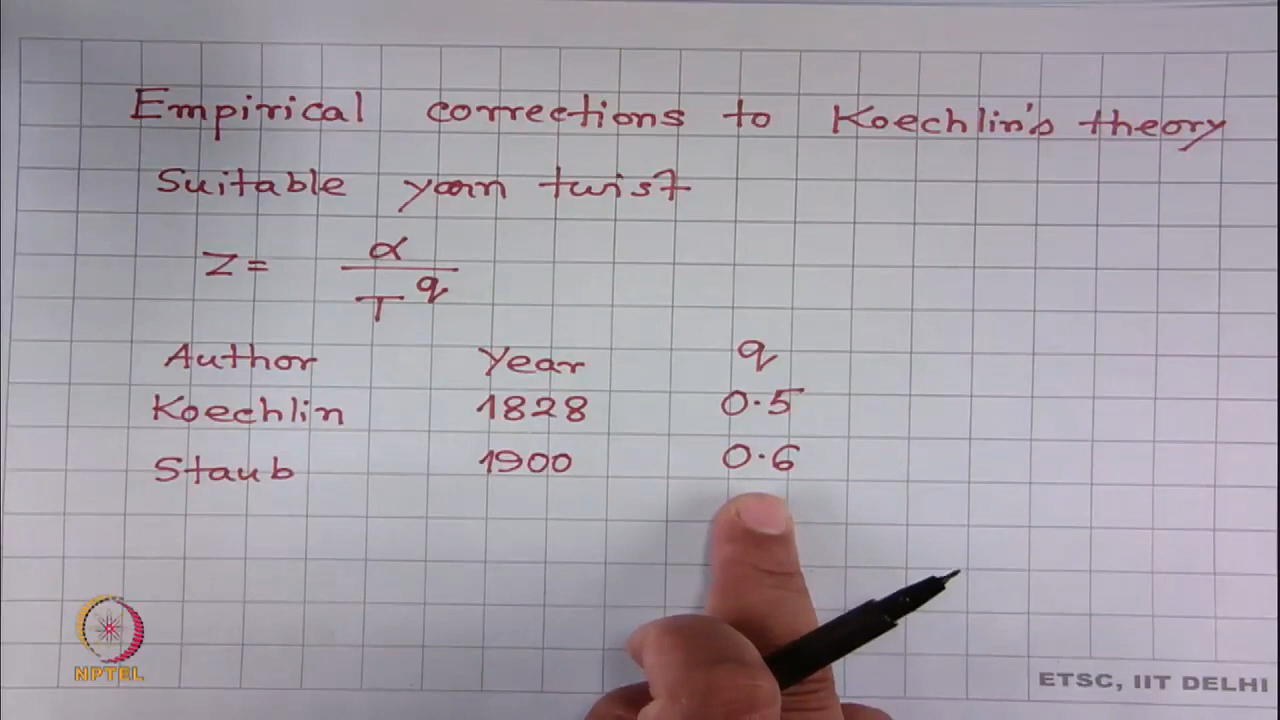 Empirical corrections to Koechlin's theory
Suitable yarn twist
Z = α / T^q
Author Year q
Koechlin 1828 0.5
Staub 1900 0.6
NPTEL
ETSC, IIT DELHI